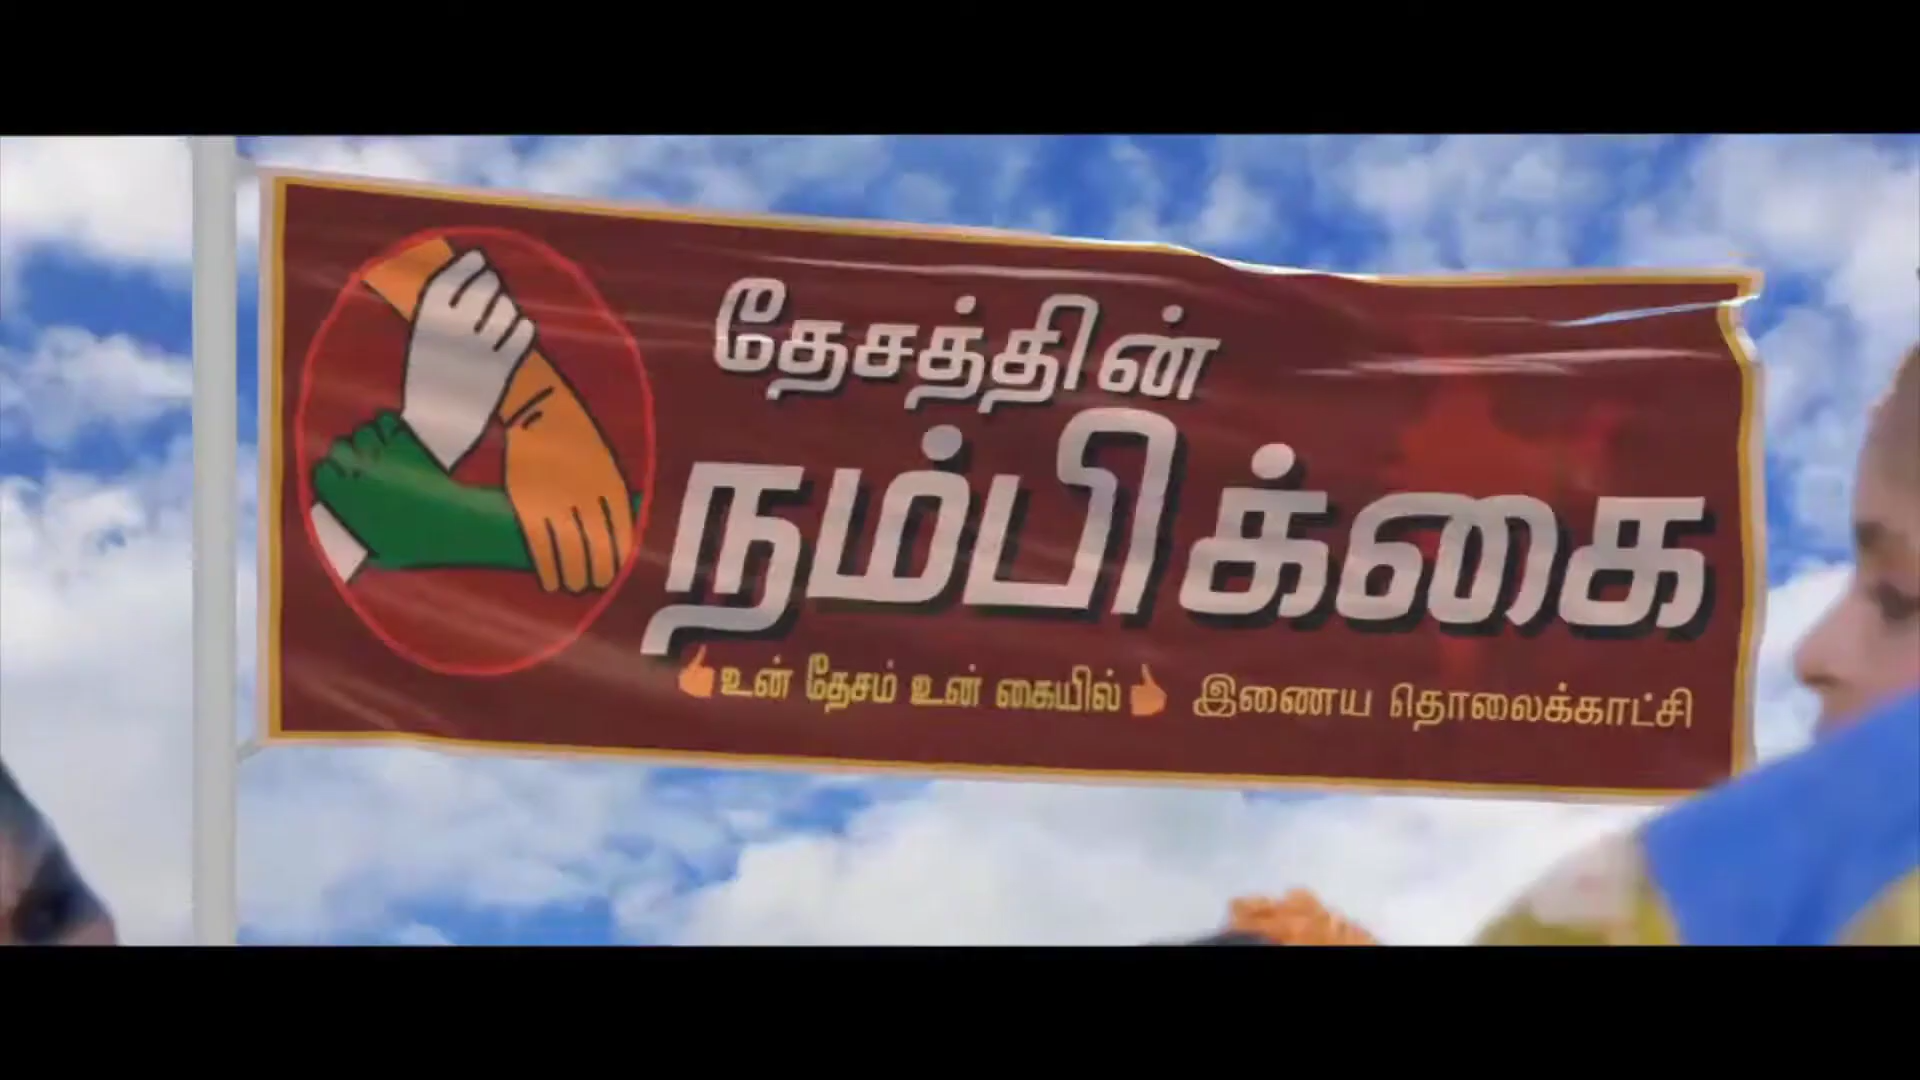 தேசத்தின்
நம்பிக்கை
உன் தேசம் உன் கையில் இணைய தொலைக்காட்சி